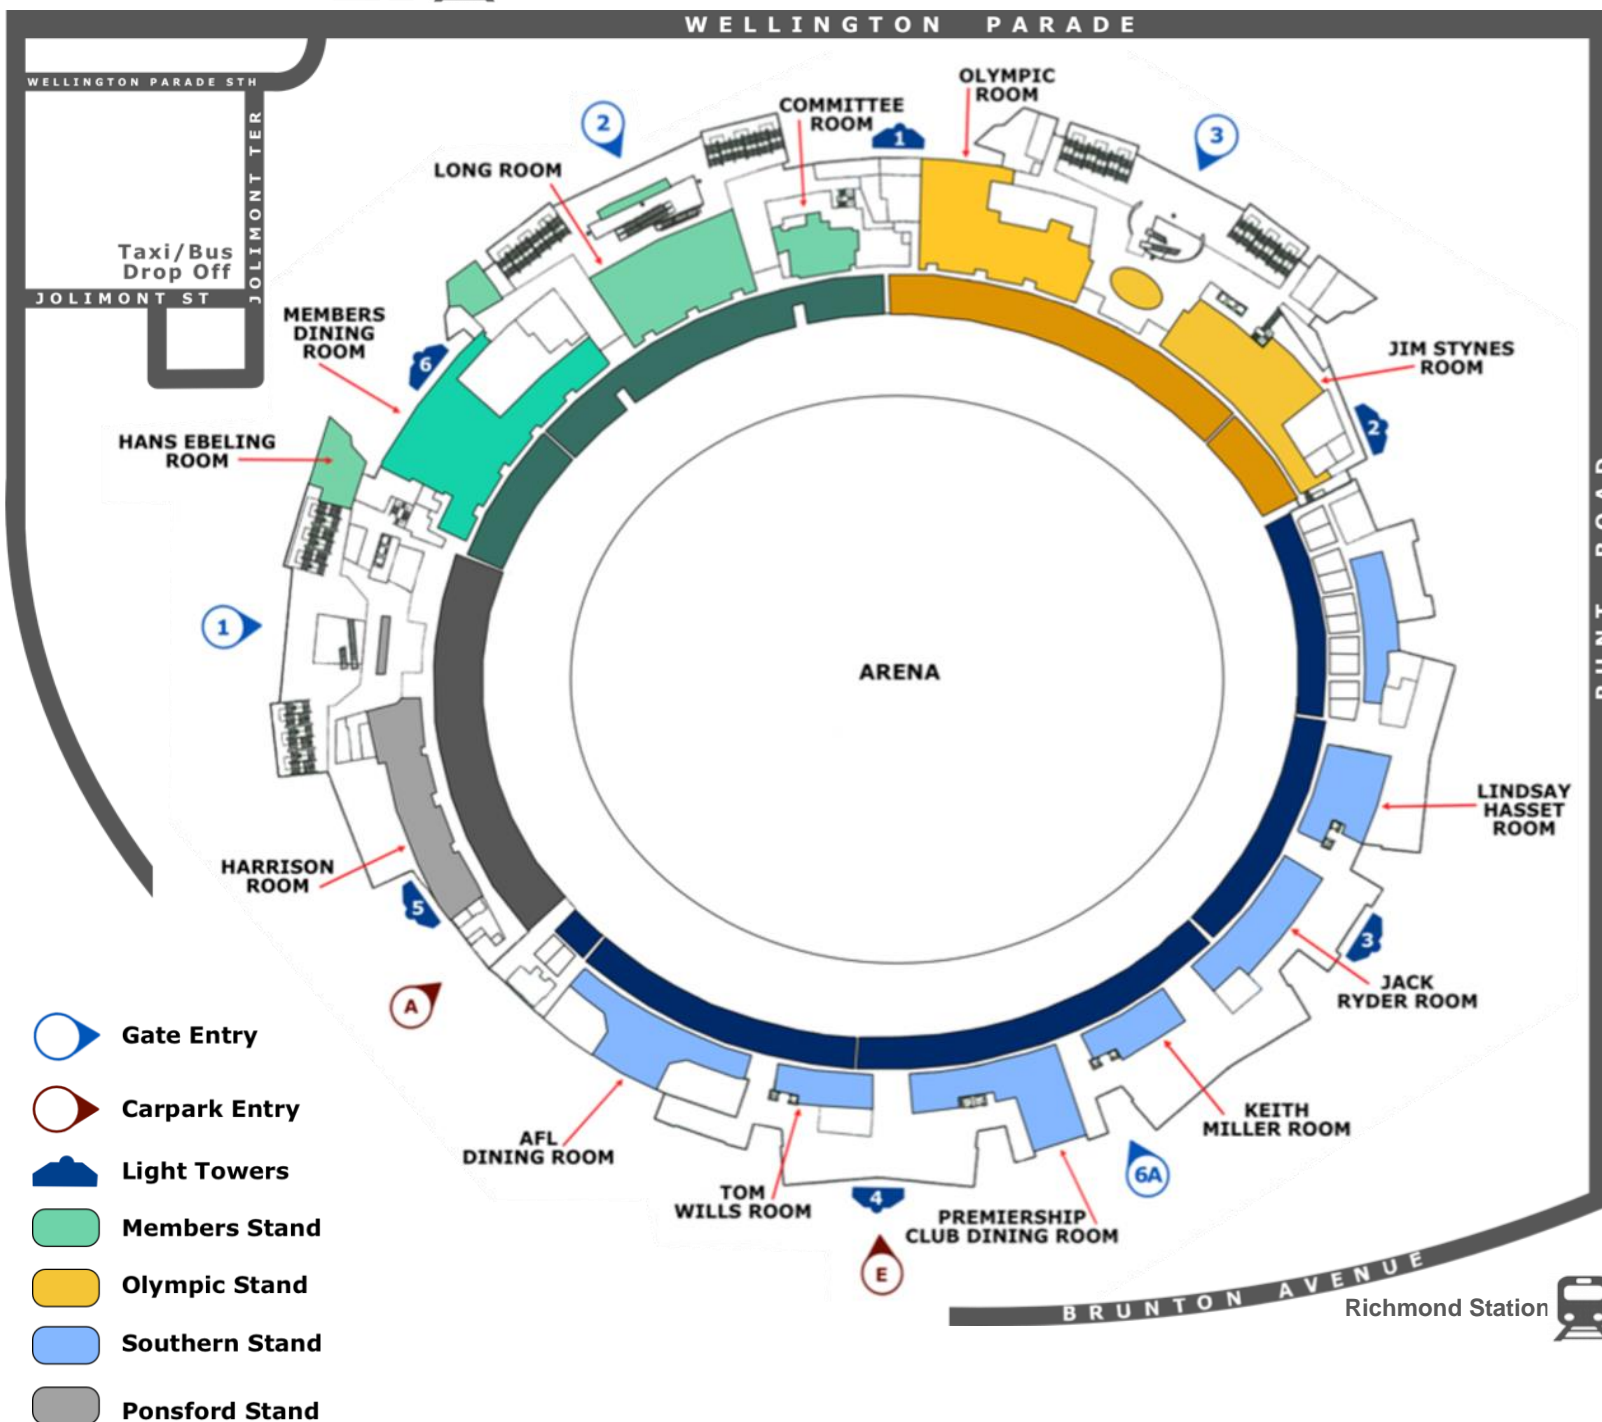 WELLINGTON PARADE
WELLINGTON PARADE STH
JOLIMONT TER
Taxi/Bus
Drop Off
JOLIMONT ST
OLYMPIC
ROOM
COMMITTEE
ROOM
1
2
3
LONG ROOM
MEMBERS
DINING
ROOM
6
JIM STYNES
ROOM
2
HANS EBELING
ROOM
1
ARENA
LINDSAY
HASSET
ROOM
HARRISON
ROOM
5
3
JACK
RYDER ROOM
A
KEITH
MILLER ROOM
AFL
DINING ROOM
TOM
WILLS ROOM
4
6A
PREMIERSHIP
CLUB DINING ROOM
E
BRUNTON AVENUE
Richmond Station
Gate Entry
Carpark Entry
Light Towers
Members Stand
Olympic Stand
Southern Stand
Ponsford Stand